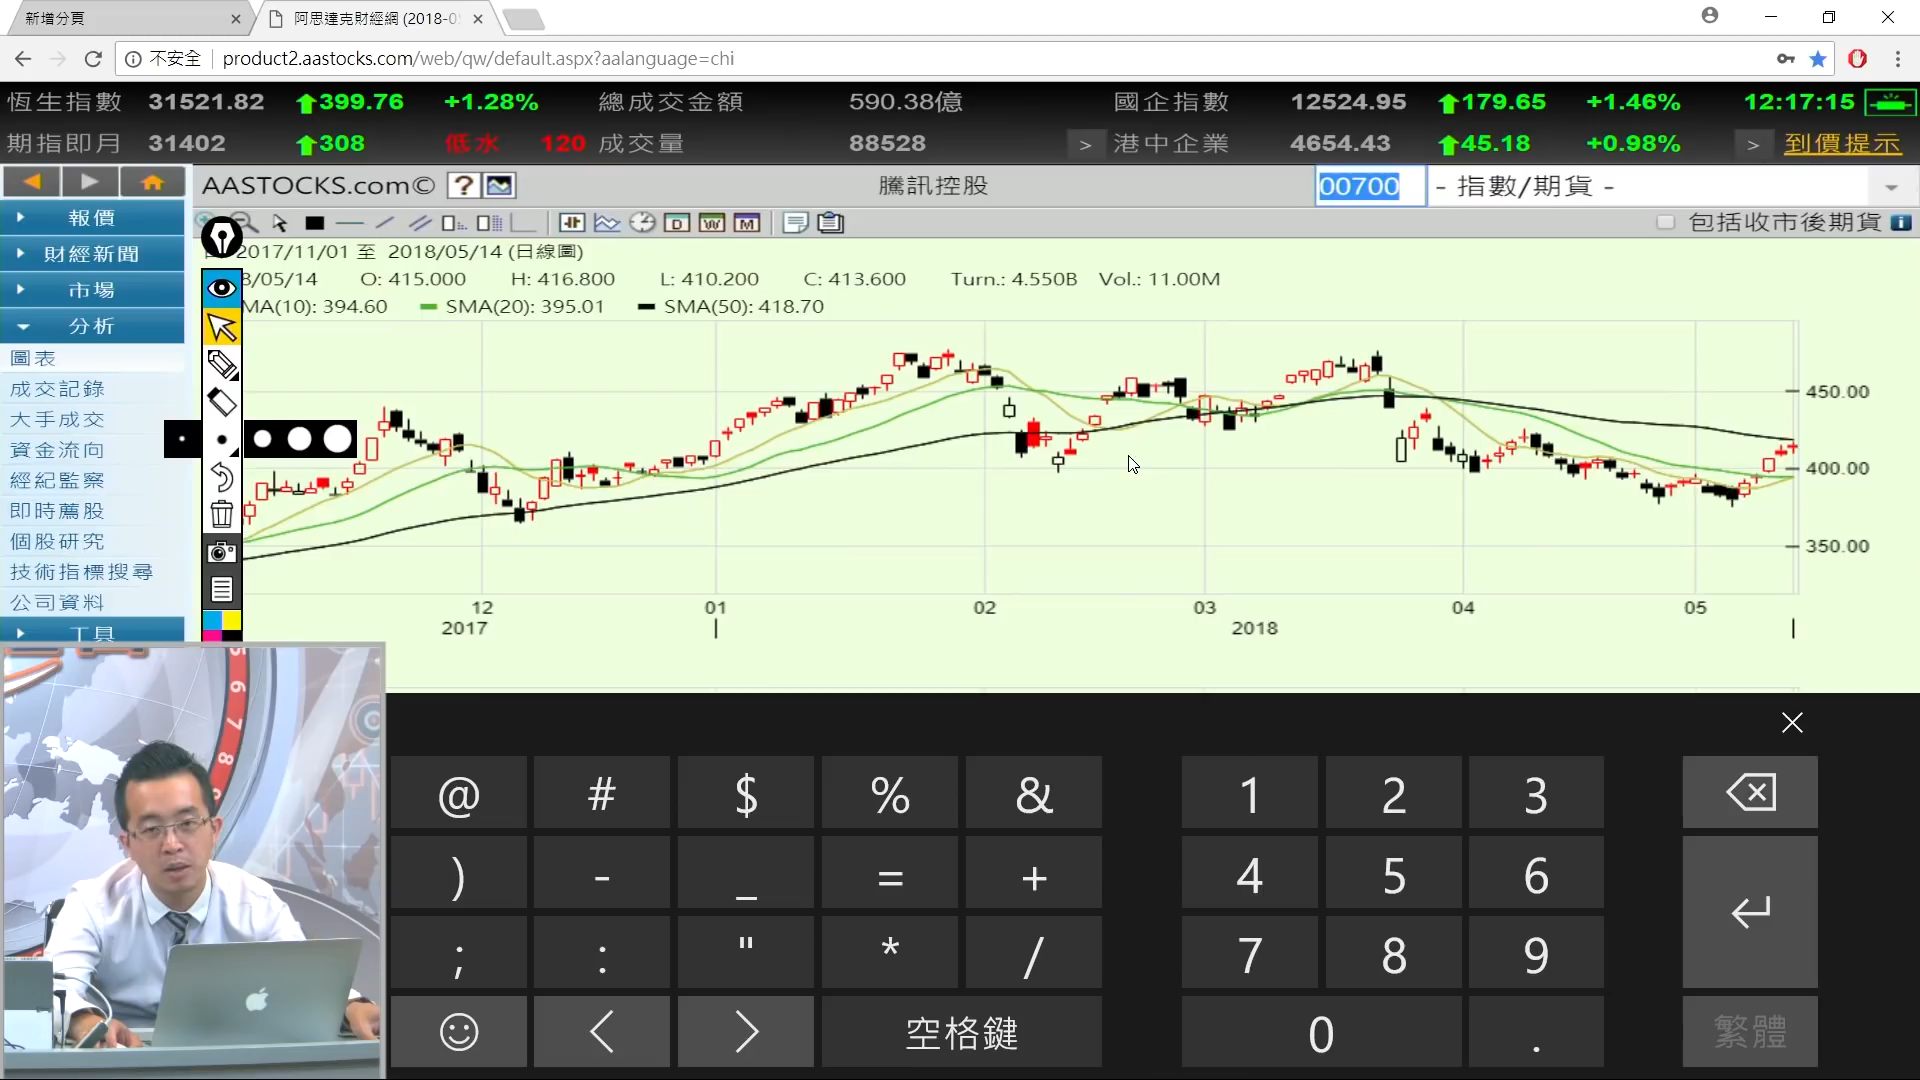 新增分頁
阿思達克財經網 (2018-0
不安全 product2.aastocks.com/web/qw/default.aspx?aalanguage=chi
恆生指數 31521.82 399.76 +1.28% 總成交金額 590.38億 國企指數 12524.95 179.65 +1.46% 12:17:15
期指即月 31402 308 低水 120 成交量 88528 > 港中企業 4654.43 45.18 +0.98% > 到價提示
AASTOCKS.com© ? 騰訊控股 00700 - 指數/期貨 -
D W M 包括收市後期貨 i
2017/11/01 至 2018/05/14 (日線圖)
8/05/14 O: 415.000 H: 416.800 L: 410.200 C: 413.600 Turn.: 4.550B Vol.: 11.00M
MA(10): 394.60 SMA(20): 395.01 SMA(50): 418.70
報價
財經新聞
市場
分析
圖表
成交記錄
大手成交
資金流向
經紀監察
即時薦股
個股研究
技術指標搜尋
公司資料
工具
450.00
400.00
350.00
12 01 02 03 04 05
2017 2018
@ # $ % & 1 2 3
) - _ = + 4 5 6
; : " * / 7 8 9
< > 空格鍵 0 . 繁體
5
6
7
8